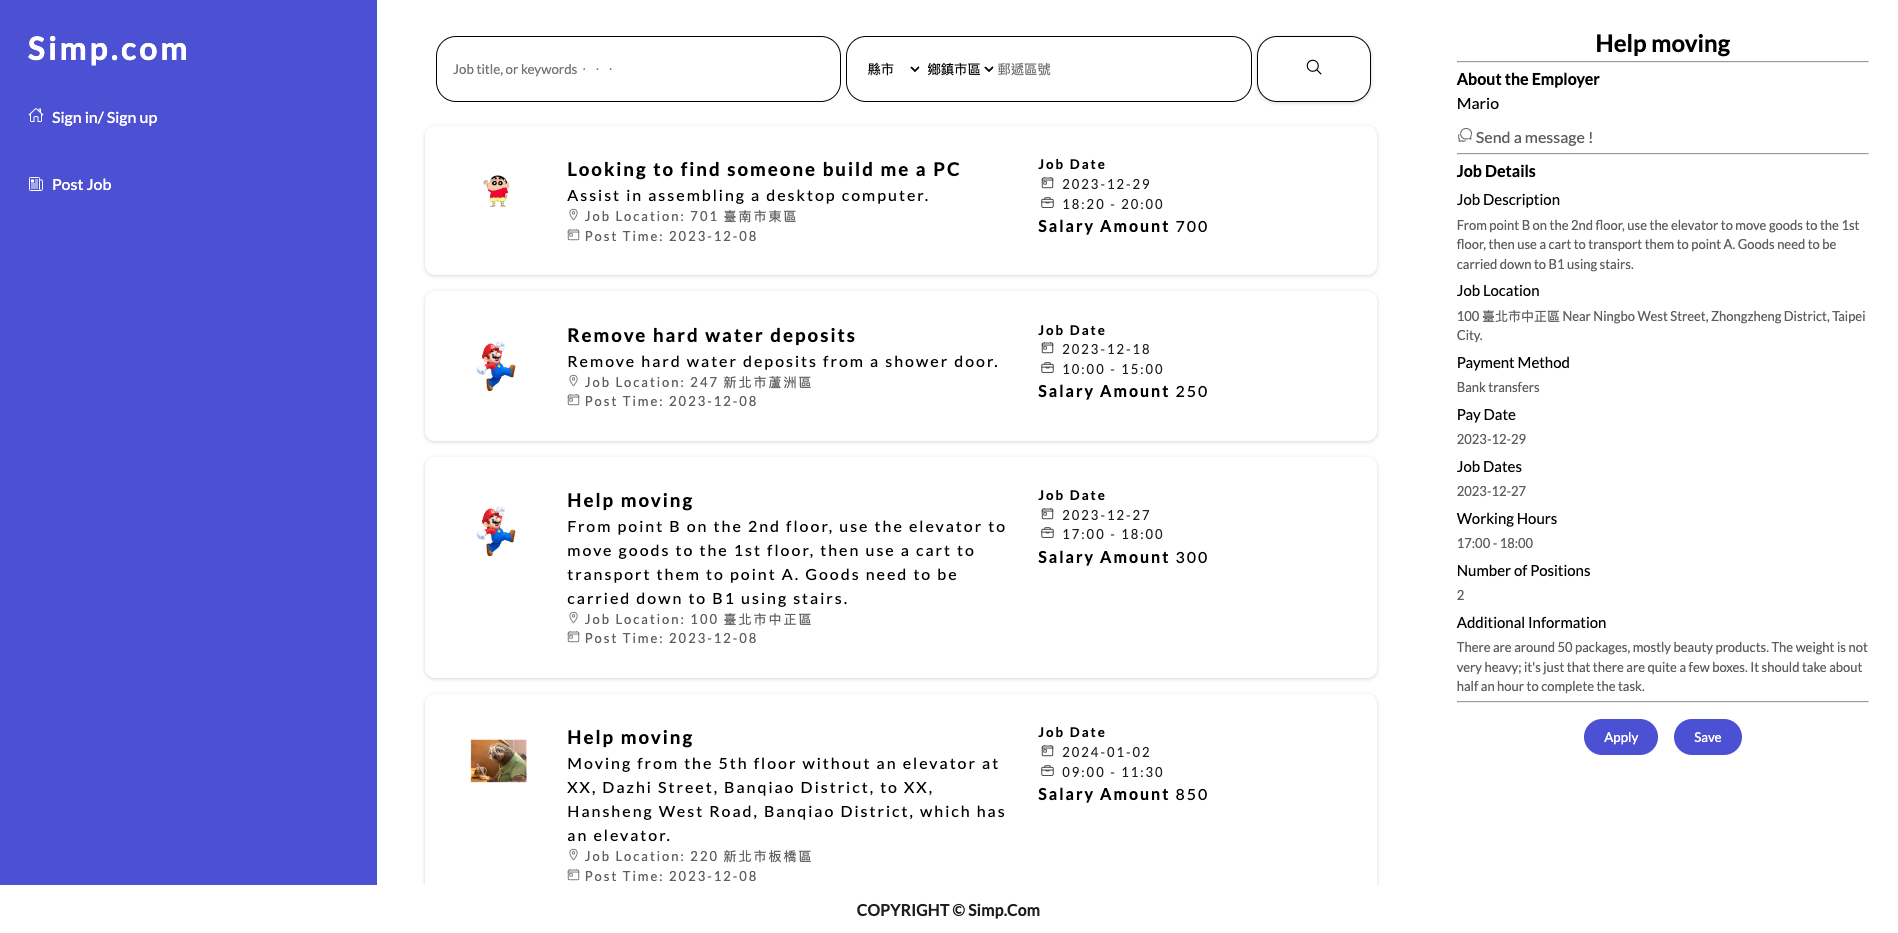 Simp.com
Sign in/ Sign up
Post Job
Job title, or keywords · · ·
縣市
鄉鎮市區
郵遞區號
Looking to find someone build me a PC
Assist in assembling a desktop computer.
Job Location: 701 臺南市東區
Post Time: 2023-12-08
Job Date
2023-12-29
18:20 - 20:00
Salary Amount 700
Remove hard water deposits
Remove hard water deposits from a shower door.
Job Location: 247 新北市蘆洲區
Post Time: 2023-12-08
Job Date
2023-12-18
10:00 - 15:00
Salary Amount 250
Help moving
From point B on the 2nd floor, use the elevator to
move goods to the 1st floor, then use a cart to
transport them to point A. Goods need to be
carried down to B1 using stairs.
Job Location: 100 臺北市中正區
Post Time: 2023-12-08
Job Date
2023-12-27
17:00 - 18:00
Salary Amount 300
Help moving
Moving from the 5th floor without an elevator at
XX, Dazhi Street, Banqiao District, to XX,
Hansheng West Road, Banqiao District, which has
an elevator.
Job Location: 220 新北市板橋區
Post Time: 2023-12-08
Job Date
2024-01-02
09:00 - 11:30
Salary Amount 850
Help moving
About the Employer
Mario
Send a message !
Job Details
Job Description
From point B on the 2nd floor, use the elevator to move goods to the 1st
floor, then use a cart to transport them to point A. Goods need to be
carried down to B1 using stairs.
Job Location
100 臺北市中正區 Near Ningbo West Street, Zhongzheng District, Taipei
City.
Payment Method
Bank transfers
Pay Date
2023-12-29
Job Dates
2023-12-27
Working Hours
17:00 - 18:00
Number of Positions
2
Additional Information
There are around 50 packages, mostly beauty products. The weight is not
very heavy; it's just that there are quite a few boxes. It should take about
half an hour to complete the task.
Apply
Save
COPYRIGHT © Simp.Com